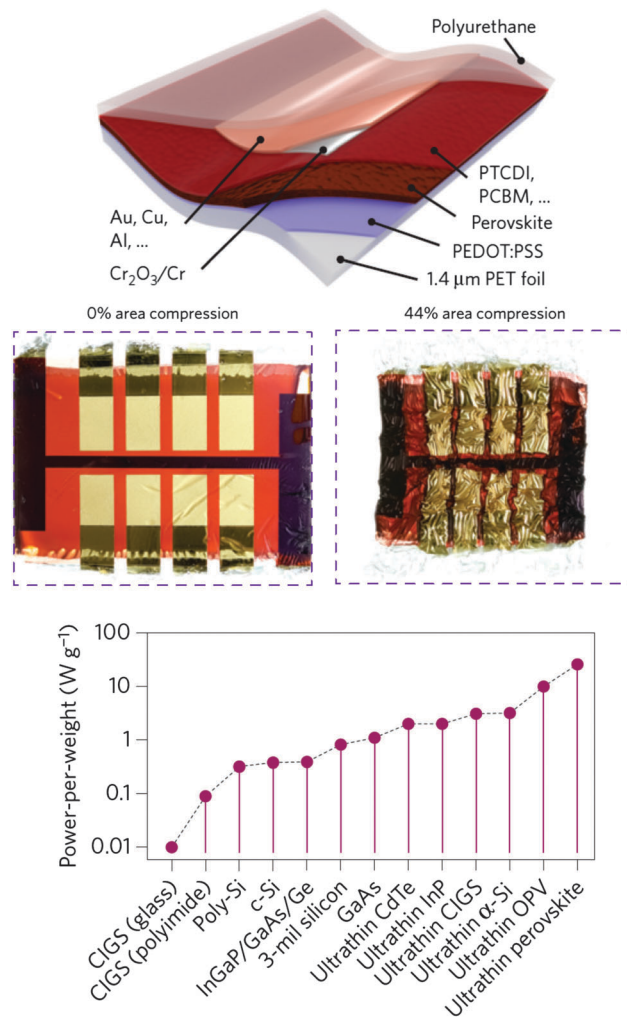 Polyurethane
PTCDI,
PCBM, ...
Perovskite
PEDOT:PSS
1.4 μm PET foil
Au, Cu,
Al, ...
Cr₂O₃/Cr
0% area compression
44% area compression
Power-per-weight (W g⁻¹)
100
10
1
0.1
0.01
CIGS (glass)
CIGS (polyimide)
Poly-Si
c-Si
InGaP/GaAs/Ge
3-mil silicon
GaAs
Ultrathin CdTe
Ultrathin InP
Ultrathin CIGS
Ultrathin α-Si
Ultrathin OPV
Ultrathin perovskite